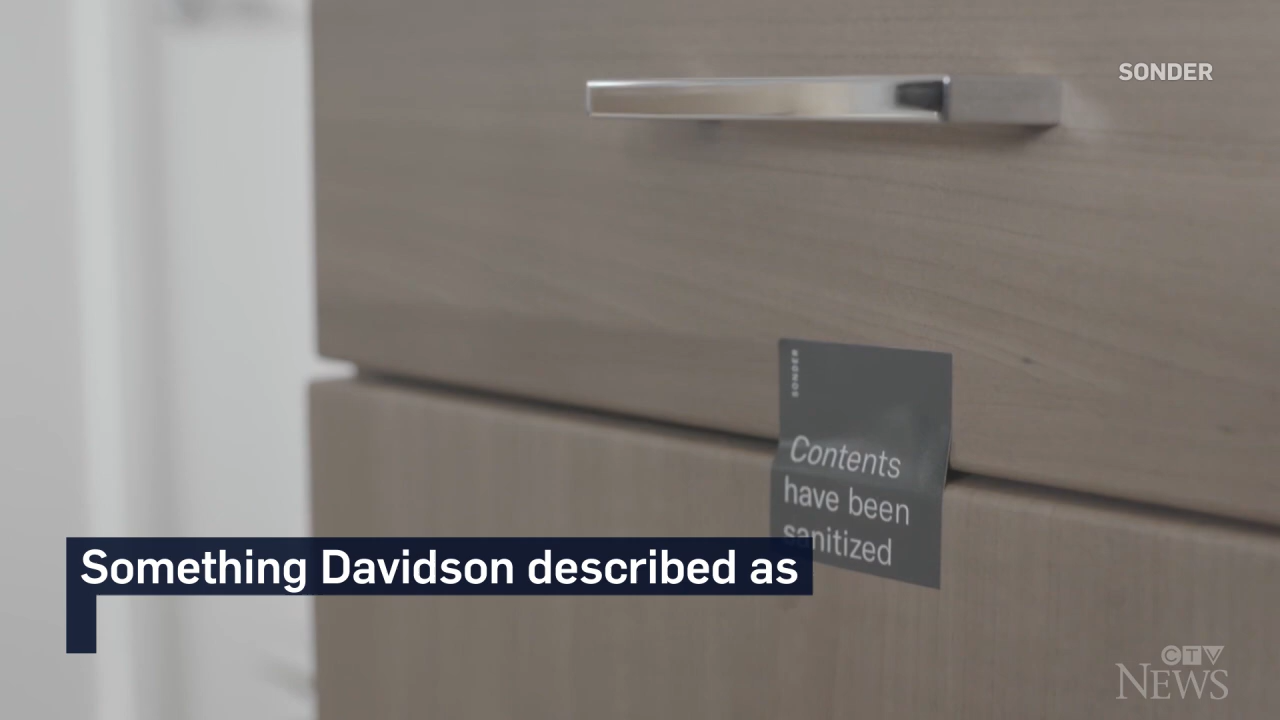 SONDER
SONDER
Contents
have been
sanitized
Something Davidson described as
CTV
NEWS